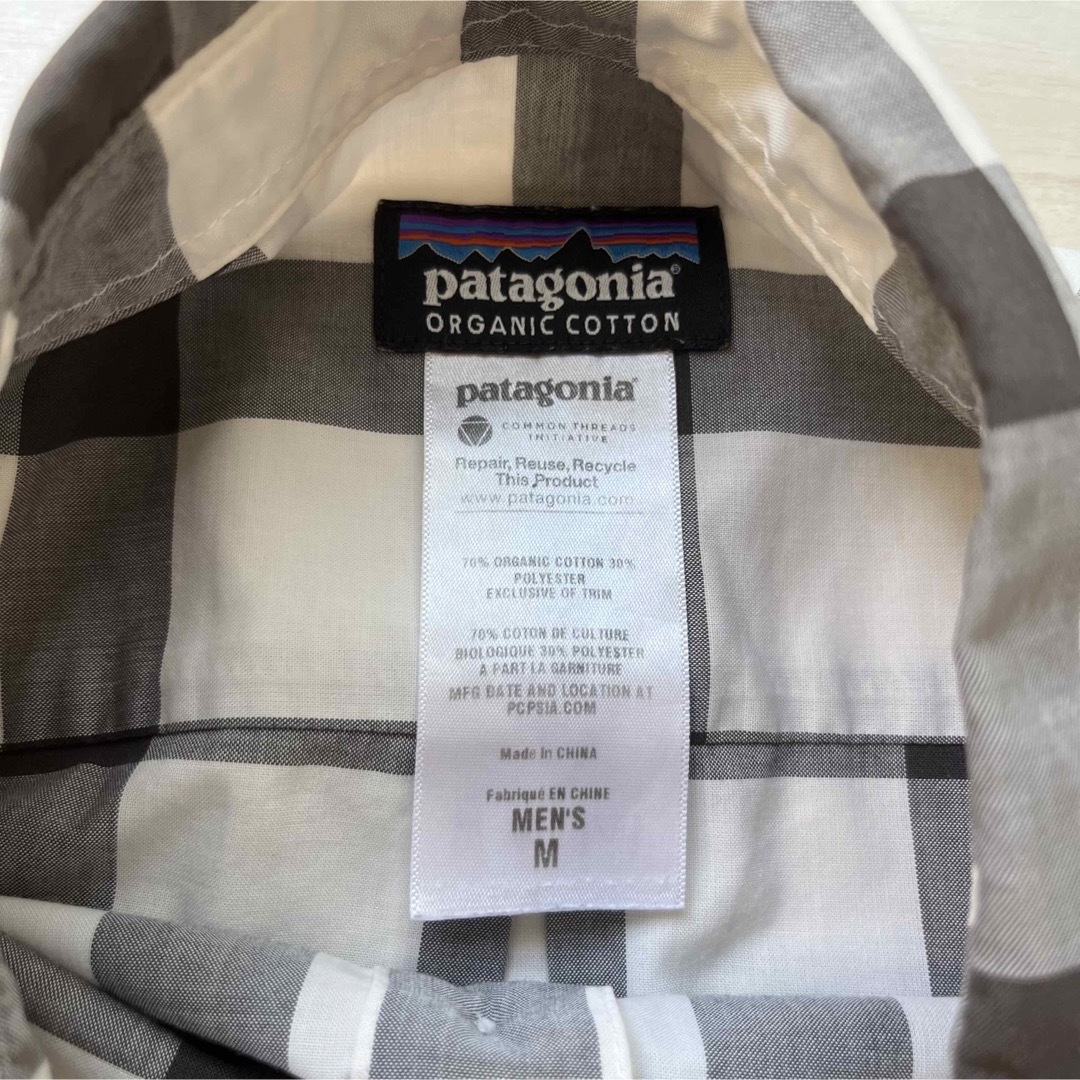 patagonia®
ORGANIC COTTON
patagonia®
COMMON THREADS
INITIATIVE
Repair, Reuse, Recycle
This Product
www.patagonia.com
70% ORGANIC COTTON 30%
POLYESTER
EXCLUSIVE OF TRIM
70% COTON DE CULTURE
BIOLOGIQUE 30% POLYESTER
A PART LA GARNITURE
MFG DATE AND LOCATION AT
PCPSIA.COM
Made in CHINA
Fabriqué EN CHINE
MEN'S
M